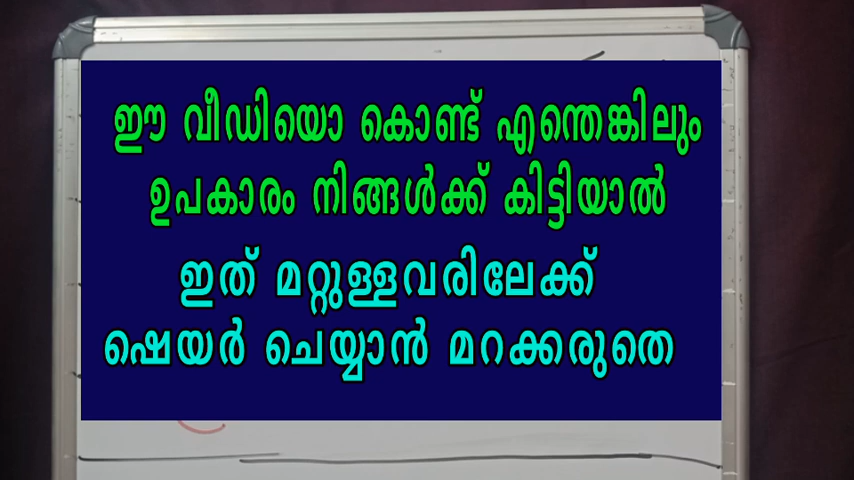 ഈ വീഡിയൊ കൊണ്ട് എന്തെങ്കിലും
ഉപകാരം നിങ്ങൾക്ക് കിട്ടിയാൽ
ഇത് മറ്റുള്ളവരിലേക്ക്
ഷെയർ ചെയ്യാൻ മറക്കരുതെ